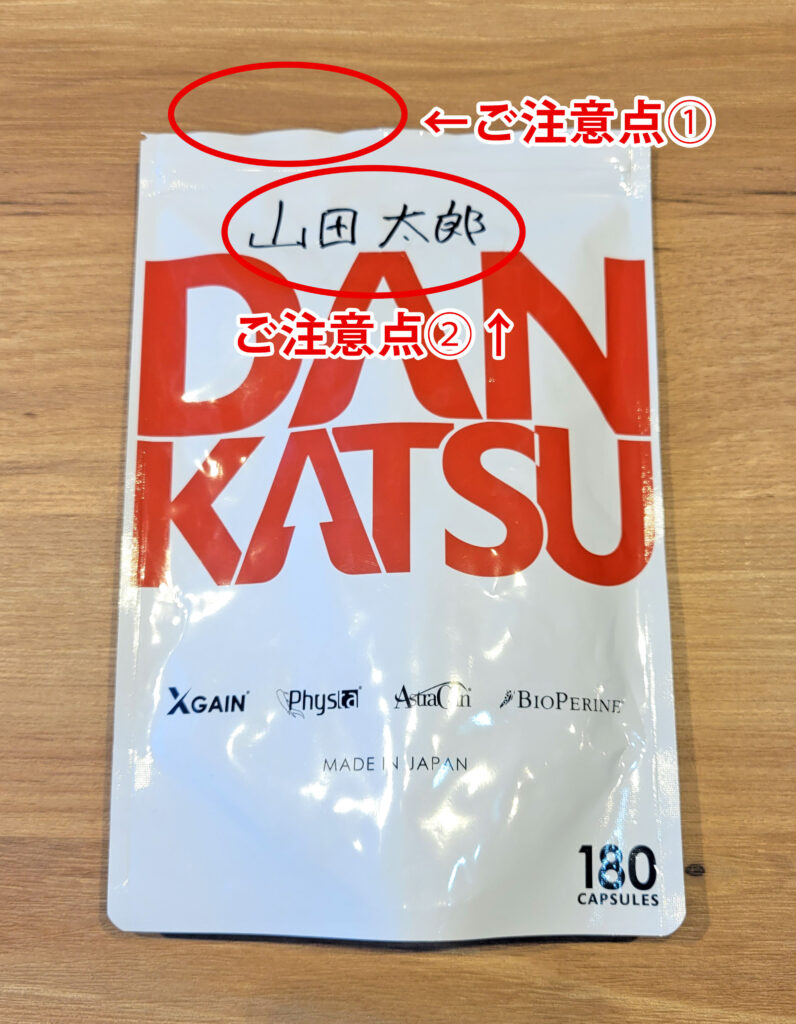 ←ご注意点①
山田 太郎
ご注意点②↑
DAN
KATSU
XGAIN® Physta® AstraGin® BIOPERINE®
MADE IN JAPAN
180
CAPSULES